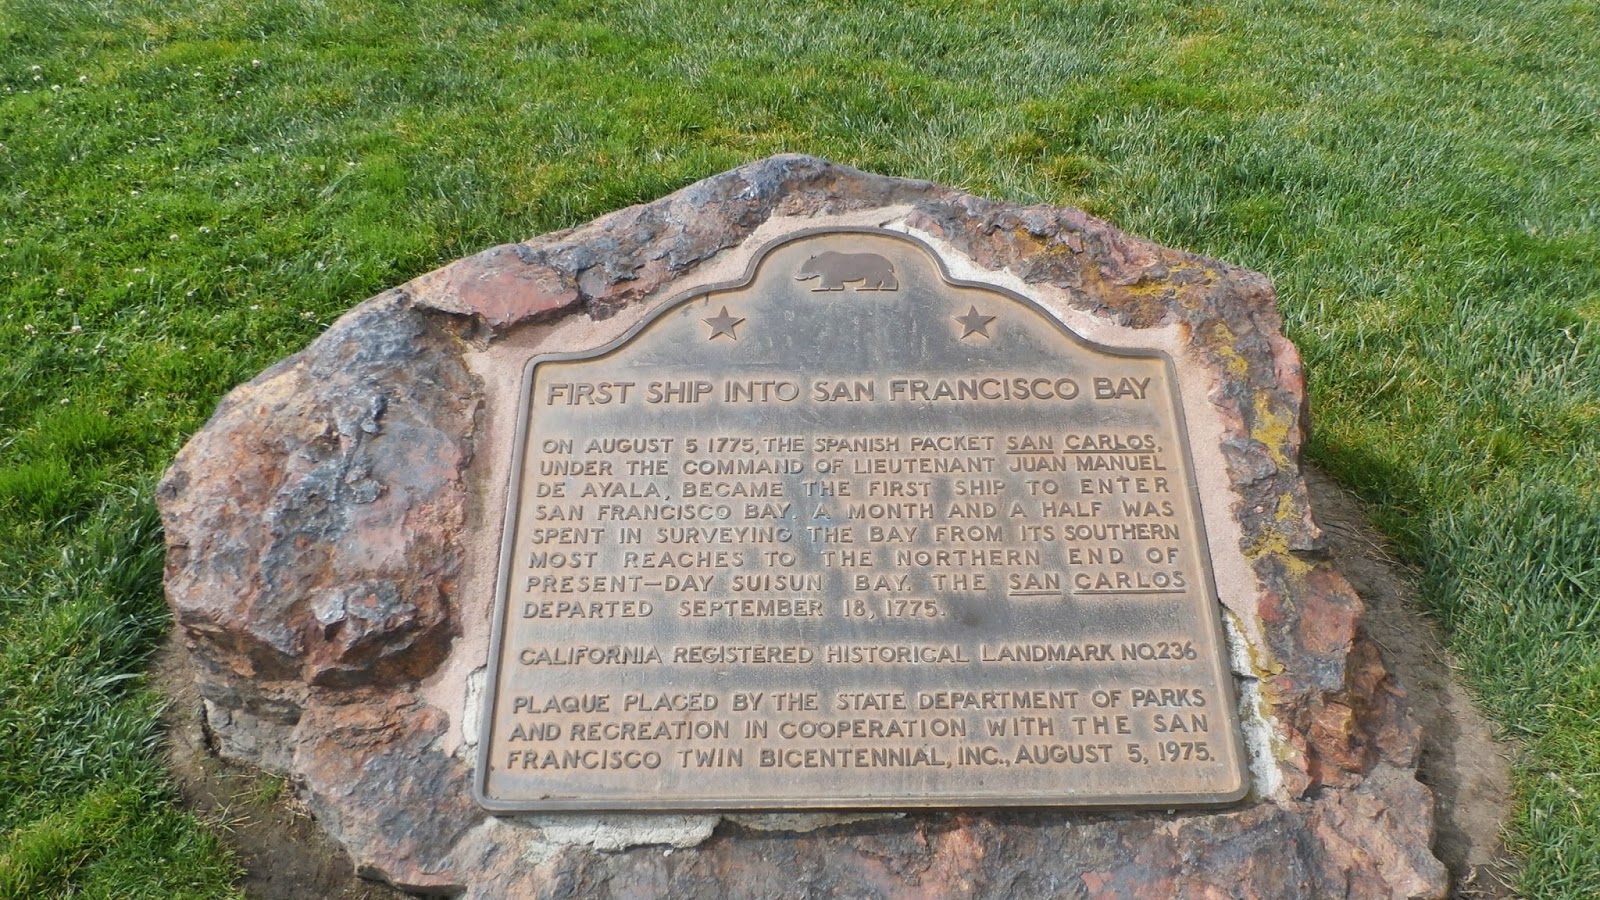 FIRST SHIP INTO SAN FRANCISCO BAY
ON AUGUST 5 1775, THE SPANISH PACKET SAN CARLOS,
UNDER THE COMMAND OF LIEUTENANT JUAN MANUEL
DE AYALA, BECAME THE FIRST SHIP TO ENTER
SAN FRANCISCO BAY. A MONTH AND A HALF WAS
SPENT IN SURVEYING THE BAY FROM ITS SOUTHERN
MOST REACHES TO THE NORTHERN END OF
PRESENT-DAY SUISUN BAY. THE SAN CARLOS
DEPARTED SEPTEMBER 18, 1775.
CALIFORNIA REGISTERED HISTORICAL LANDMARK NO.236
PLAQUE PLACED BY THE STATE DEPARTMENT OF PARKS
AND RECREATION IN COOPERATION WITH THE SAN
FRANCISCO TWIN BICENTENNIAL, INC., AUGUST 5, 1975.